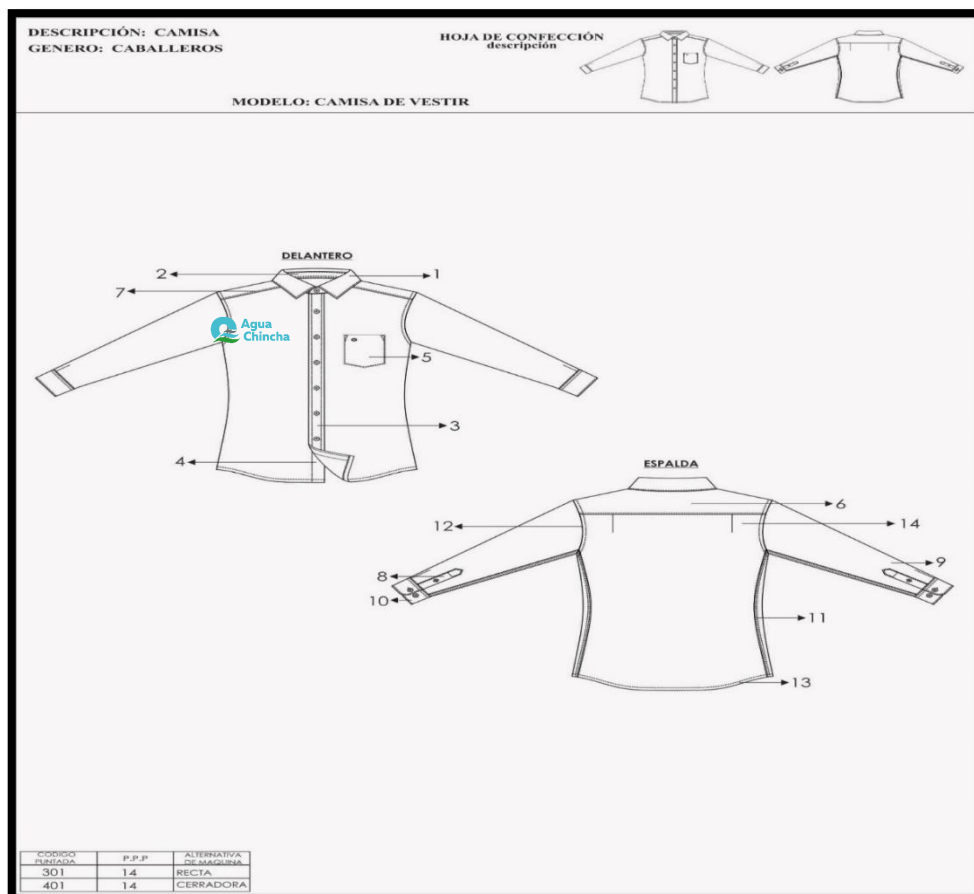 DESCRIPCIÓN: CAMISA
GENERO: CABALLEROS
HOJA DE CONFECCIÓN
descripción
MODELO: CAMISA DE VESTIR
DELANTERO
2
1
7
Agua
Chincha
5
3
4
ESPALDA
6
12
14
9
8
10
11
13
CODIGO PUNTADA P.P.P ALTERNATIVA DE MAQUINA
301 14 RECTA
401 14 CERRADORA